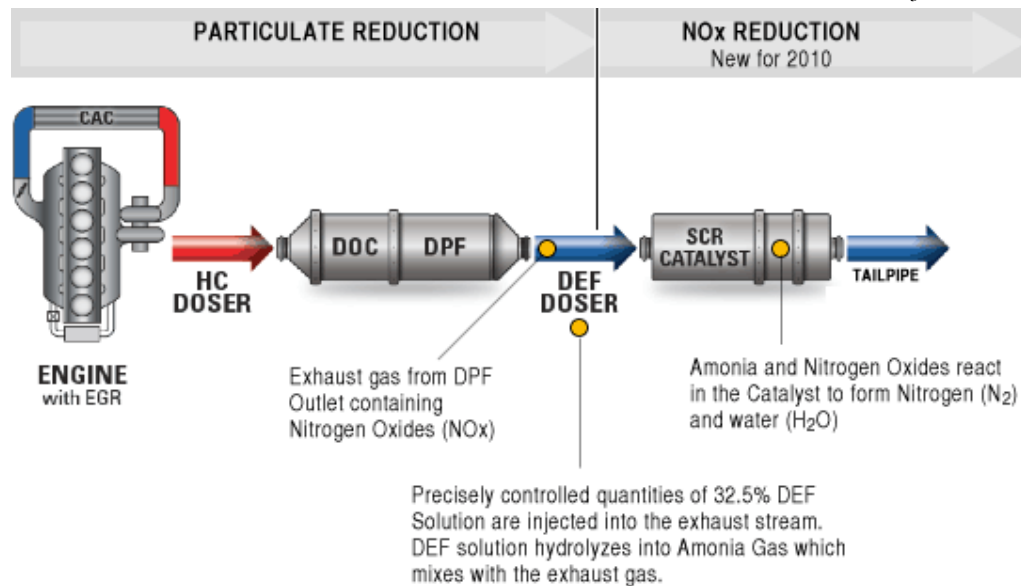 PARTICULATE REDUCTION
NOx REDUCTION
New for 2010
CAC
ENGINE
with EGR
HC
DOSER
DOC
DPF
DEF
DOSER
SCR
CATALYST
TAILPIPE
Exhaust gas from DPF
Outlet containing
Nitrogen Oxides (NOx)
Amonia and Nitrogen Oxides react
in the Catalyst to form Nitrogen (N₂)
and water (H₂O)
Precisely controlled quantities of 32.5% DEF
Solution are injected into the exhaust stream.
DEF solution hydrolyzes into Amonia Gas which
mixes with the exhaust gas.